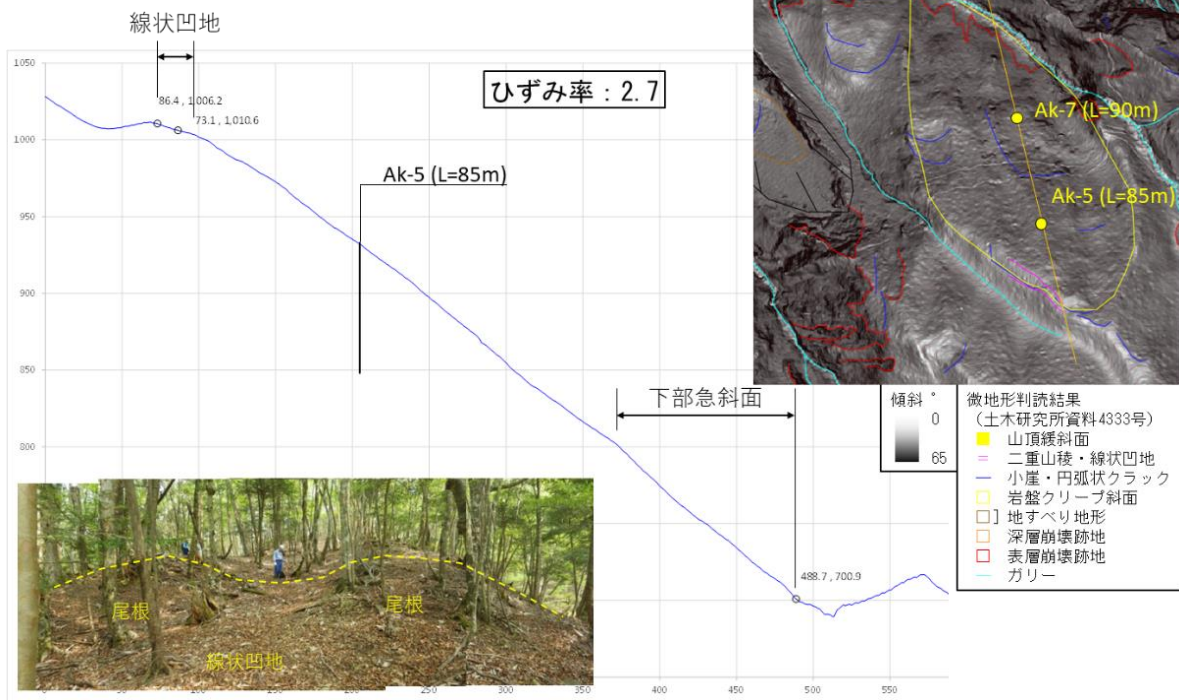 線状凹地
1050
1000
950
900
850
800
86.4 , 1,006.2
73.1 , 1,010.6
ひずみ率：2.7
Ak-5 (L=85m)
下部急斜面
488.7 , 700.9
尾根
尾根
線状凹地
350
400
450
500
550
Ak-7 (L=90m)
Ak-5 (L=85m)
傾斜 °
0
65
微地形判読結果
（土木研究所資料4333号）
山頂緩斜面
二重山稜・線状凹地
小崖・円弧状クラック
岩盤クリープ斜面
地すべり地形
深層崩壊跡地
表層崩壊跡地
ガリー